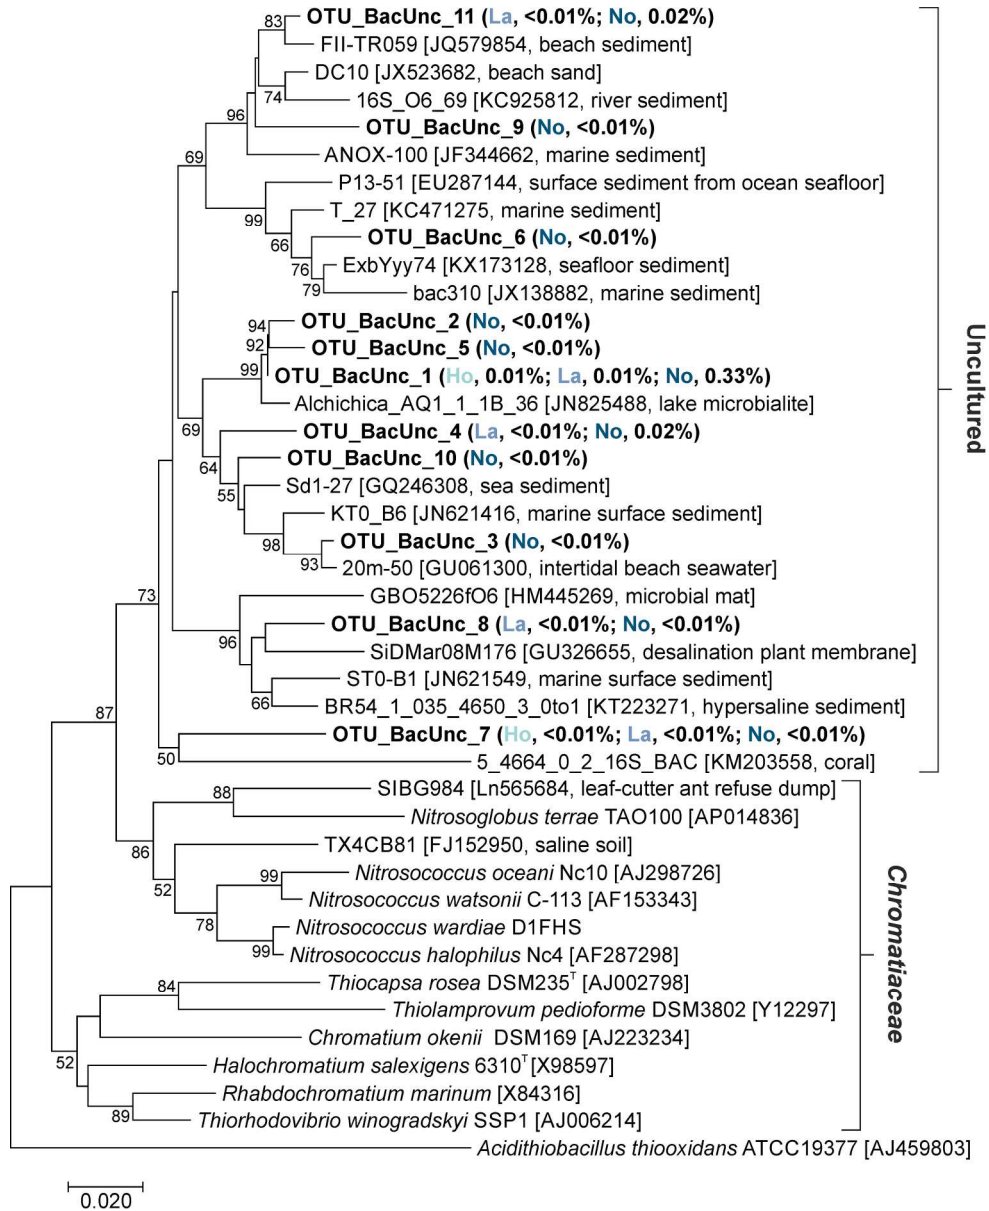 83
OTU_BacUnc_11 (La, <0.01%; No, 0.02%)
FII-TR059 [JQ579854, beach sediment]
DC10 [JX523682, beach sand]
74
16S_O6_69 [KC925812, river sediment]
96
OTU_BacUnc_9 (No, <0.01%)
69
ANOX-100 [JF344662, marine sediment]
P13-51 [EU287144, surface sediment from ocean seafloor]
99
T_27 [KC471275, marine sediment]
66
OTU_BacUnc_6 (No, <0.01%)
76
ExbYyy74 [KX173128, seafloor sediment]
79
bac310 [JX138882, marine sediment]
94
OTU_BacUnc_2 (No, <0.01%)
92
OTU_BacUnc_5 (No, <0.01%)
99
OTU_BacUnc_1 (Ho, 0.01%; La, 0.01%; No, 0.33%)
Alchichica_AQ1_1_1B_36 [JN825488, lake microbialite]
69
OTU_BacUnc_4 (La, <0.01%; No, 0.02%)
64
OTU_BacUnc_10 (No, <0.01%)
55
Sd1-27 [GQ246308, sea sediment]
KT0_B6 [JN621416, marine surface sediment]
98
OTU_BacUnc_3 (No, <0.01%)
93
20m-50 [GU061300, intertidal beach seawater]
73
GBO5226fO6 [HM445269, microbial mat]
96
OTU_BacUnc_8 (La, <0.01%; No, <0.01%)
SiDMar08M176 [GU326655, desalination plant membrane]
ST0-B1 [JN621549, marine surface sediment]
66
BR54_1_035_4650_3_0to1 [KT223271, hypersaline sediment]
87
OTU_BacUnc_7 (Ho, <0.01%; La, <0.01%; No, <0.01%)
50
5_4664_0_2_16S_BAC [KM203558, coral]
Uncultured
88
SIBG984 [Ln565684, leaf-cutter ant refuse dump]
Nitrosoglobus terrae TAO100 [AP014836]
86
TX4CB81 [FJ152950, saline soil]
52
99
Nitrosococcus oceani Nc10 [AJ298726]
Nitrosococcus watsonii C-113 [AF153343]
78
Nitrosococcus wardiae D1FHS
99
Nitrosococcus halophilus Nc4 [AF287298]
84
Thiocapsa rosea DSM235ᵀ [AJ002798]
Thiolamprovum pedioforme DSM3802 [Y12297]
Chromatium okenii DSM169 [AJ223234]
52
Halochromatium salexigens 6310ᵀ [X98597]
Rhabdochromatium marinum [X84316]
89
Thiorhodovibrio winogradskyi SSP1 [AJ006214]
Chromatiaceae
Acidithiobacillus thiooxidans ATCC19377 [AJ459803]
0.020